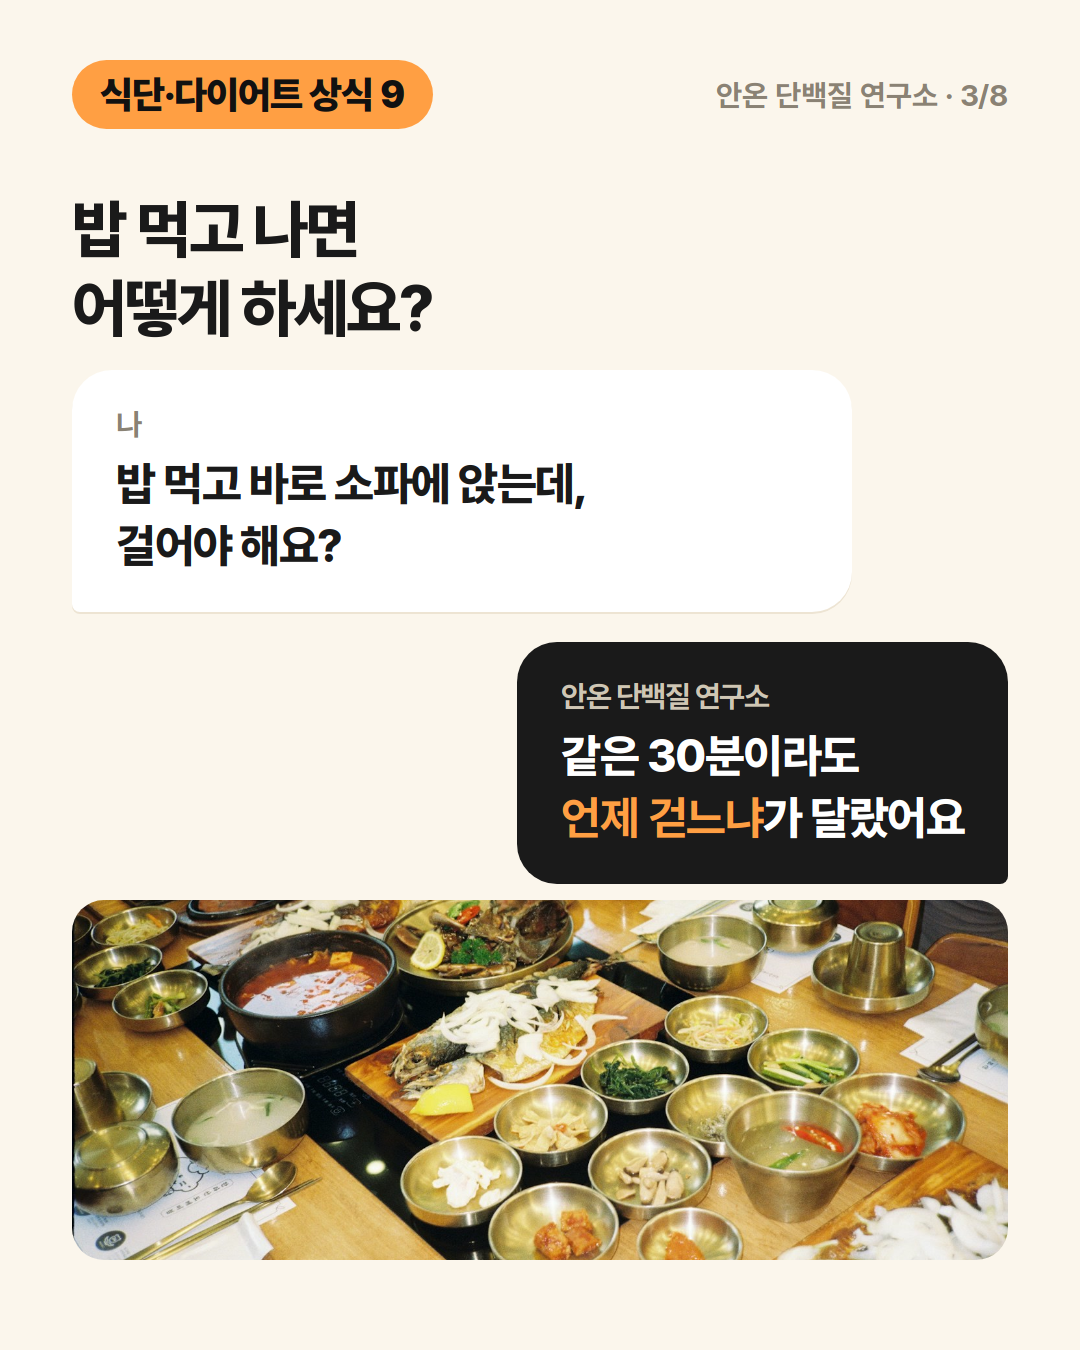 식단·다이어트 상식 9
안온 단백질 연구소 · 3/8
밥 먹고 나면
어떻게 하세요?
나
밥 먹고 바로 소파에 앉는데,
걸어야 해요?
안온 단백질 연구소
같은 30분이라도
언제 걷느냐가 달랐어요